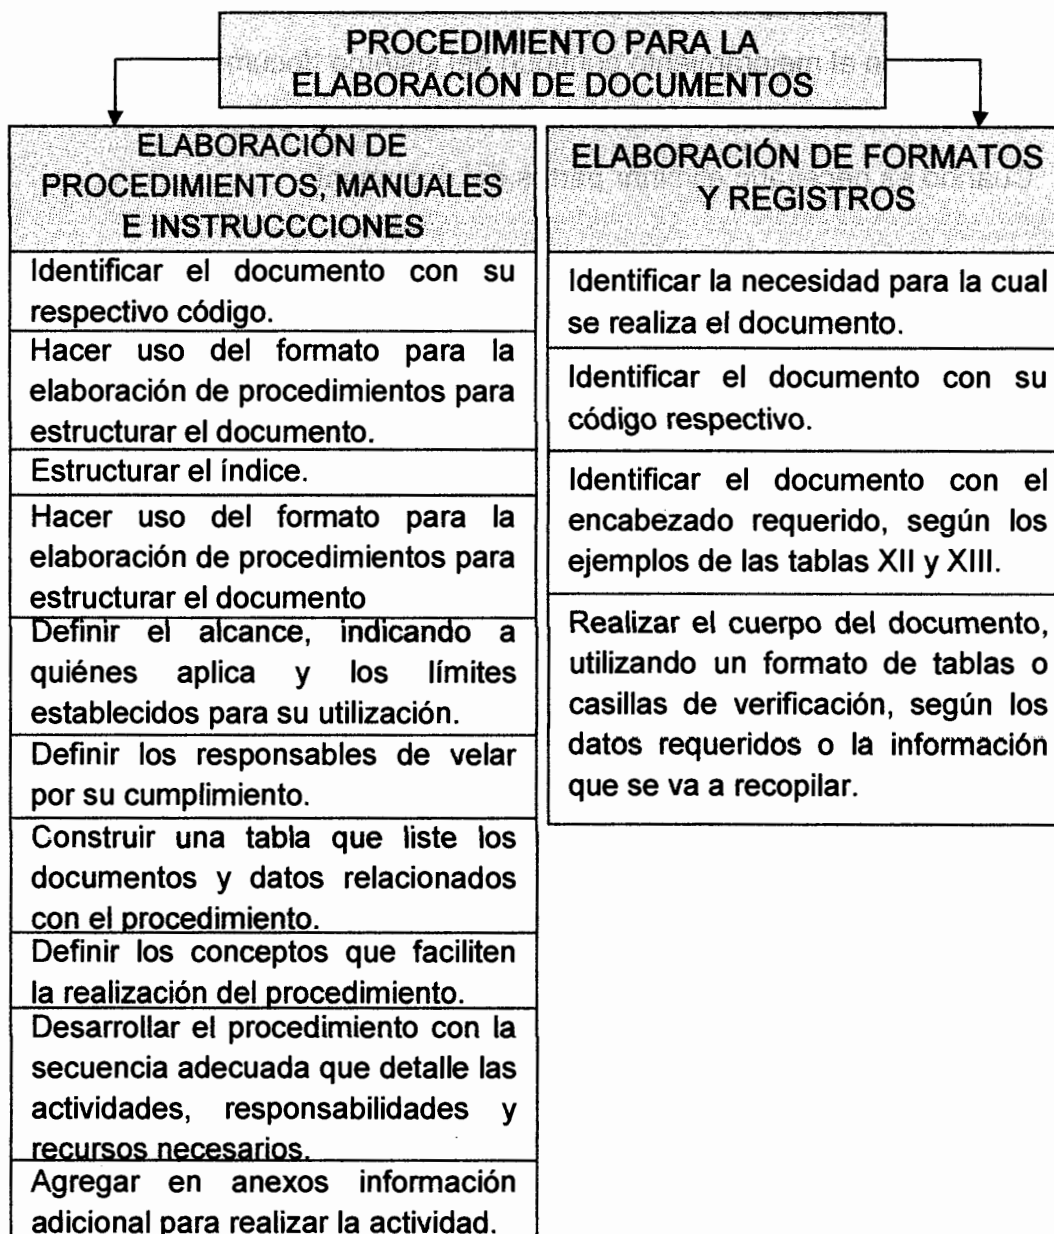 PROCEDIMIENTO PARA LA
ELABORACIÓN DE DOCUMENTOS
ELABORACIÓN DE
PROCEDIMIENTOS, MANUALES
E INSTRUCCCIONES
Identificar el documento con su
respectivo código.
Hacer uso del formato para la
elaboración de procedimientos para
estructurar el documento.
Estructurar el índice.
Hacer uso del formato para la
elaboración de procedimientos para
estructurar el documento
Definir el alcance, indicando a
quiénes aplica y los límites
establecidos para su utilización.
Definir los responsables de velar
por su cumplimiento.
Construir una tabla que liste los
documentos y datos relacionados
con el procedimiento.
Definir los conceptos que faciliten
la realización del procedimiento.
Desarrollar el procedimiento con la
secuencia adecuada que detalle las
actividades, responsabilidades y
recursos necesarios.
Agregar en anexos información
adicional para realizar la actividad.
ELABORACIÓN DE FORMATOS
Y REGISTROS
Identificar la necesidad para la cual
se realiza el documento.
Identificar el documento con su
código respectivo.
Identificar el documento con el
encabezado requerido, según los
ejemplos de las tablas XII y XIII.
Realizar el cuerpo del documento,
utilizando un formato de tablas o
casillas de verificación, según los
datos requeridos o la información
que se va a recopilar.